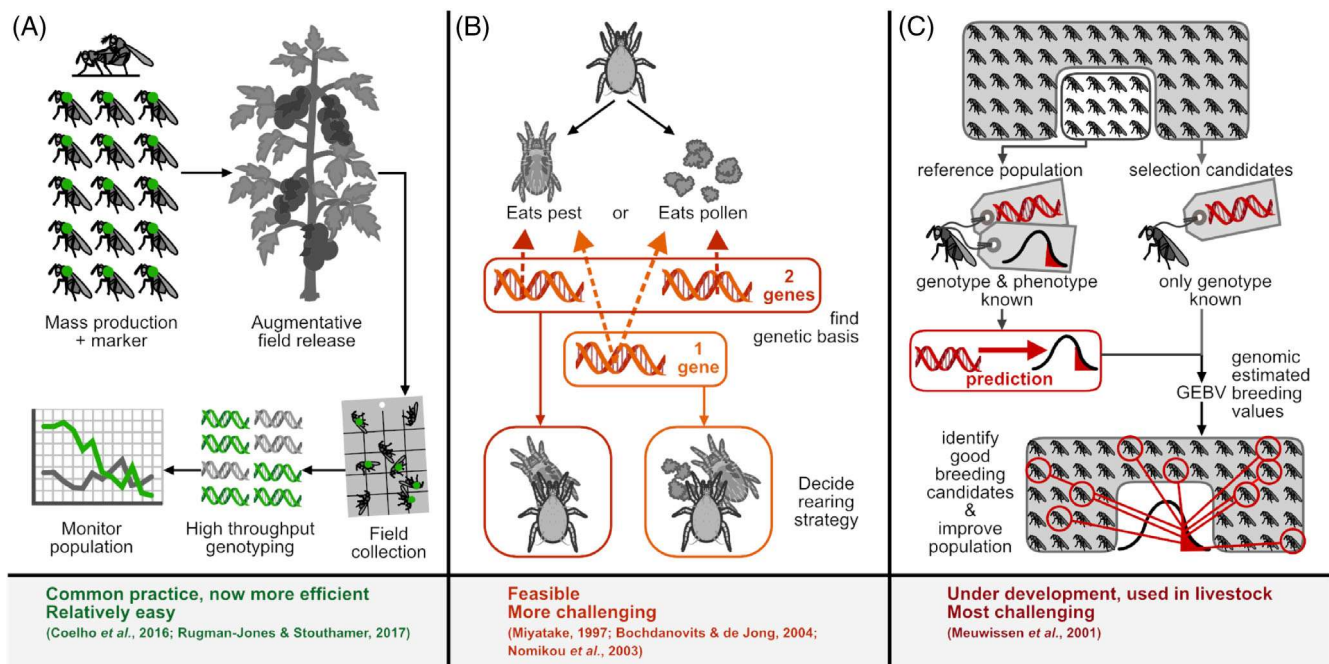 (A)
Mass production
+ marker
Augmentative
field release
Monitor
population
High throughput
genotyping
Field
collection
Common practice, now more efficient
Relatively easy
(Coelho et al., 2016; Rugman-Jones & Stouthamer, 2017)
(B)
Eats pest or Eats pollen
2
genes
find
genetic basis
1
gene
Decide
rearing
strategy
Feasible
More challenging
(Miyatake, 1997; Bochdanovits & de Jong, 2004;
Nomikou et al., 2003)
(C)
reference population
selection candidates
genotype & phenotype
known
only genotype
known
prediction
GEBV
genomic
estimated
breeding
values
identify
good
breeding
candidates
&
improve
population
Under development, used in livestock
Most challenging
(Meuwissen et al., 2001)